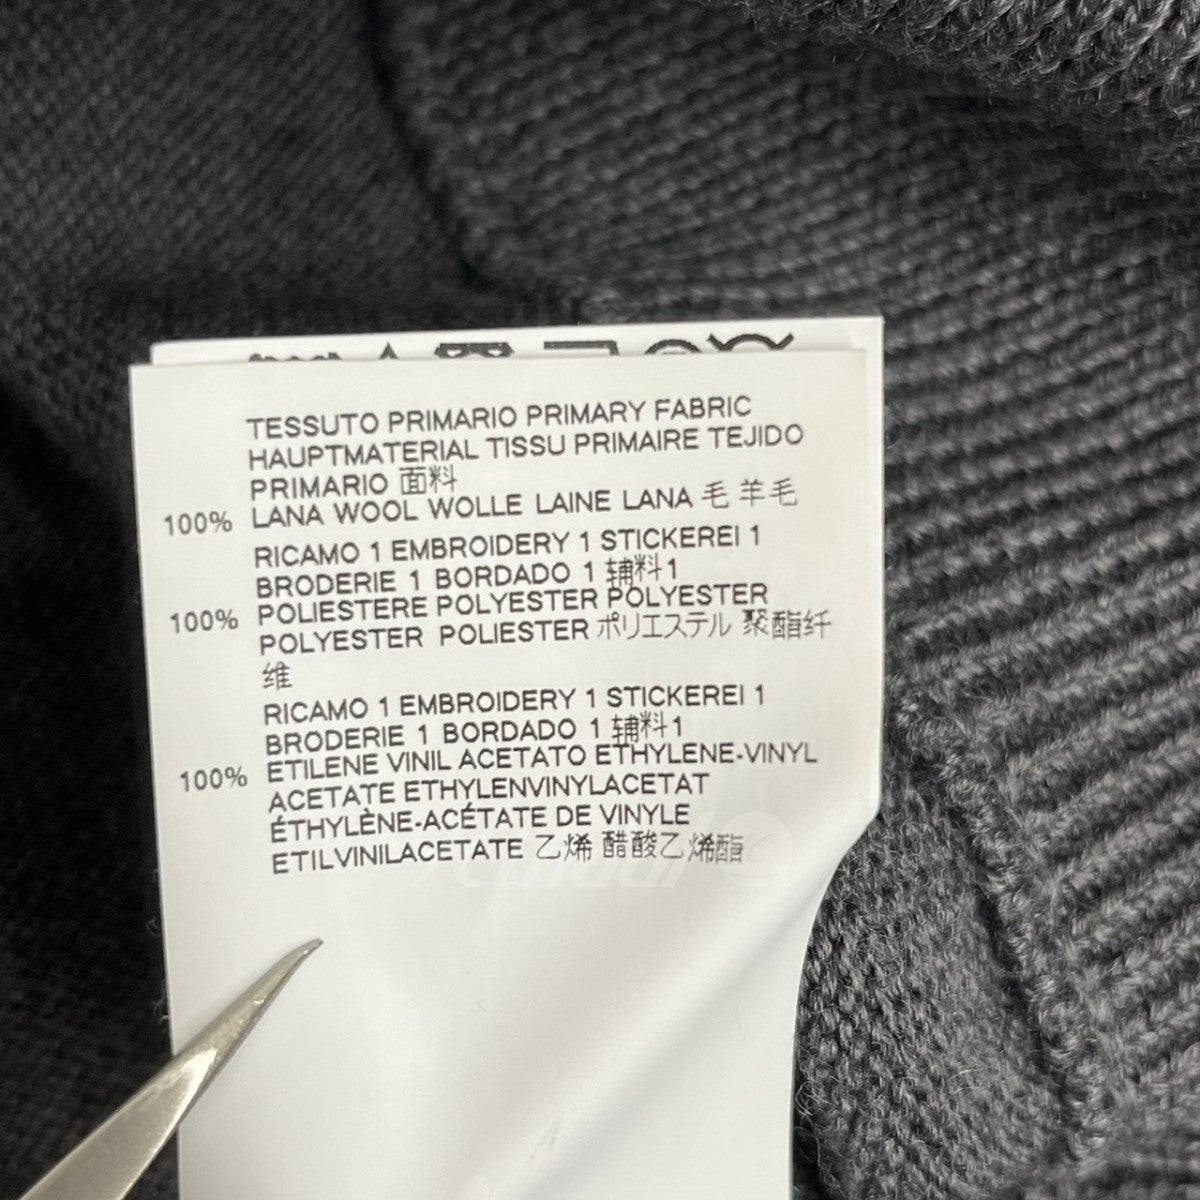 TESSUTO PRIMARIO PRIMARY FABRIC
HAUPTMATERIAL TISSU PRIMAIRE TEJIDO
PRIMARIO 面料
100% LANA WOOL WOLLE LAINE LANA 毛 羊毛
RICAMO 1 EMBROIDERY 1 STICKEREI 1
BRODERIE 1 BORDADO 1 辅料1
100% POLIESTERE POLYESTER POLYESTER
POLYESTER POLIESTER ポリエステル 聚酯纤
维
RICAMO 1 EMBROIDERY 1 STICKEREI 1
BRODERIE 1 BORDADO 1 辅料1
100% ETILENE VINIL ACETATO ETHYLENE-VINYL
ACETATE ETHYLENVINYLACETAT
ÉTHYLÈNE-ACÉTATE DE VINYLE
ETILVINILACETATE 乙烯 醋酸乙烯酯